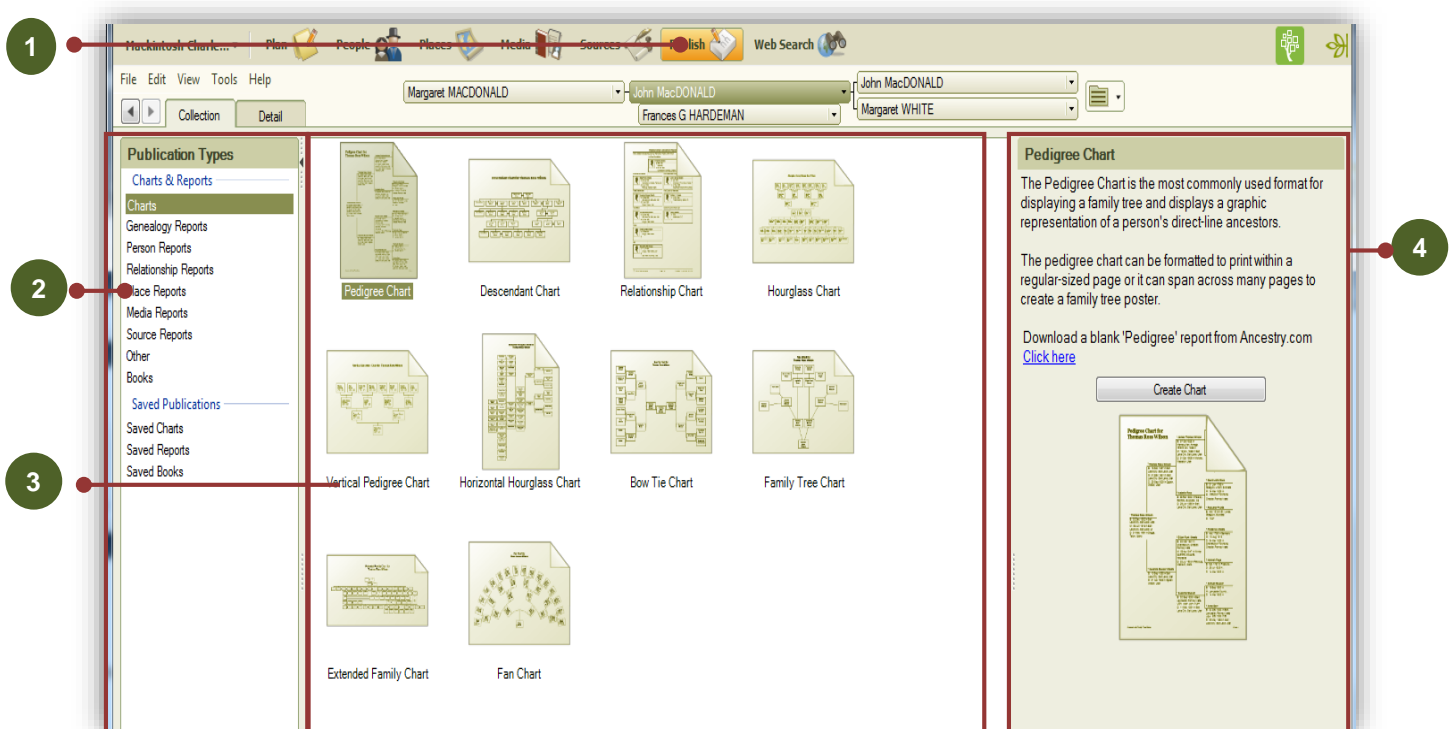 1
Mackintosh Charle...
Plan
People
Places
Media
Sources
Publish
Web Search
File Edit View Tools Help
Margaret MACDONALD
John MacDONALD
Frances G HARDEMAN
John MacDONALD
Margaret WHITE
Collection
Detail
2
Publication Types
Charts & Reports
Charts
Genealogy Reports
Person Reports
Relationship Reports
Place Reports
Media Reports
Source Reports
Other
Books
Saved Publications
Saved Charts
Saved Reports
Saved Books
3
Pedigree Chart
Descendant Chart
Relationship Chart
Hourglass Chart
Vertical Pedigree Chart
Horizontal Hourglass Chart
Bow Tie Chart
Family Tree Chart
Extended Family Chart
Fan Chart
4
Pedigree Chart
The Pedigree Chart is the most commonly used format for
displaying a family tree and displays a graphic
representation of a person's direct-line ancestors.
The pedigree chart can be formatted to print within a
regular-sized page or it can span across many pages to
create a family tree poster.
Download a blank 'Pedigree' report from Ancestry.com
Click here
Create Chart
Pedigree Chart for
Thomas Ross Wilson